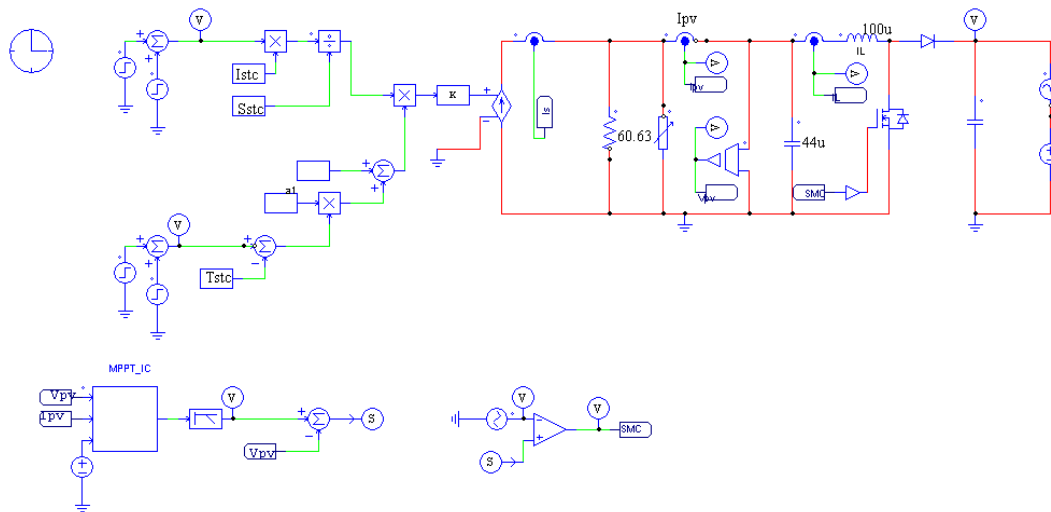 V
Ipv
V
Istc
Sstc
K
Is
Ipv
100u
IL
60.63
44u
Vpv
SMC
a1
V
Tstc
MPPT_IC
Vpv
Ipv
V
Vpv
S
V
V
SMC
S